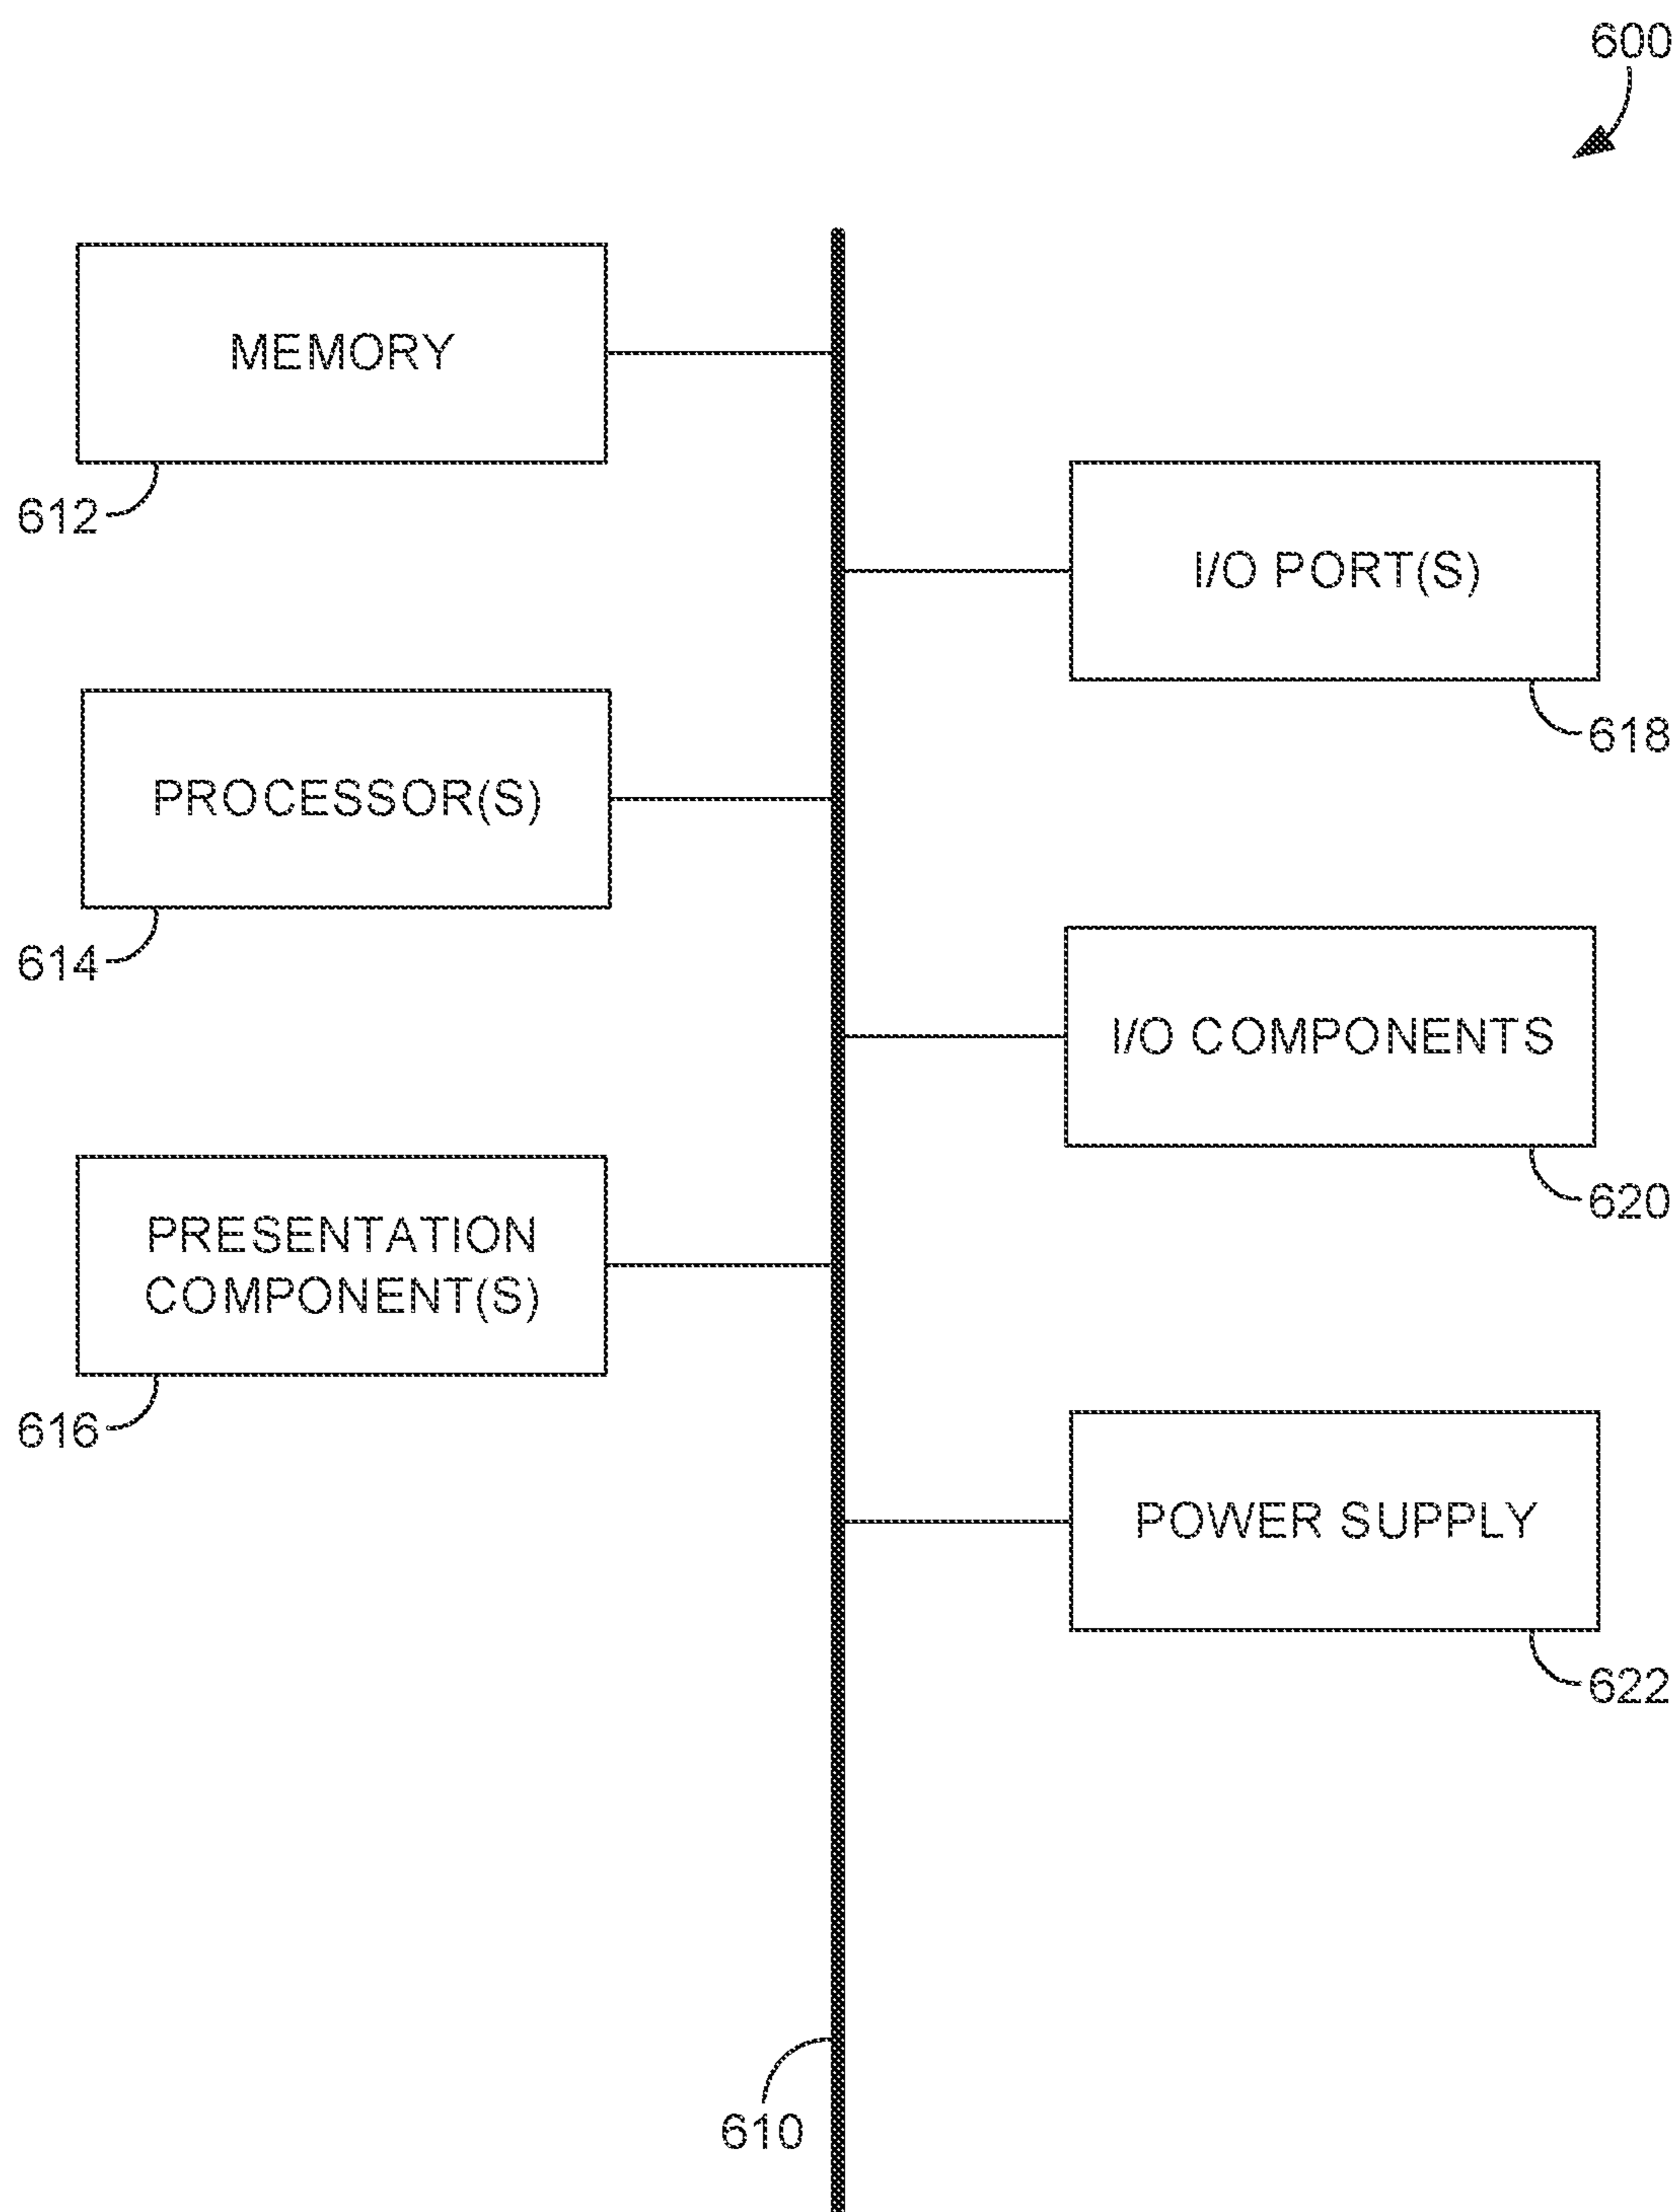 600
MEMORY
612
I/O PORT(S)
618
PROCESSOR(S)
614
I/O COMPONENTS
620
PRESENTATION
COMPONENT(S)
616
POWER SUPPLY
622
610